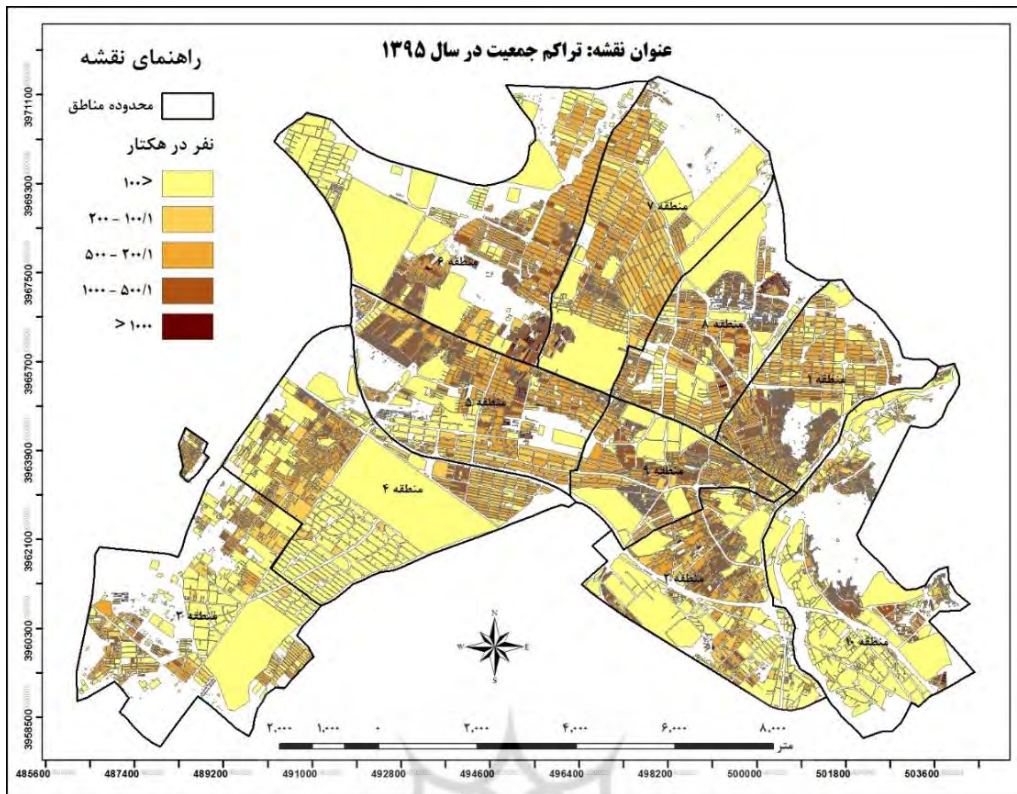 عنوان نقشه: تراکم جمعیت در سال ۱۳۹۵
راهنمای نقشه
محدوده مناطق
نفر در هکتار
۱۰۰>
۲۰۰ – ۱۰۰/۱
۵۰۰ – ۲۰۰/۱
۱۰۰۰ – ۵۰۰/۱
> ۱۰۰۰
منطقه ۷
منطقه ۶
منطقه ۸
منطقه ۱
منطقه ۵
منطقه ۹
منطقه ۴
منطقه ۲
منطقه ۳
منطقه ۱۰
N
W E
S
۲,۰۰۰ ۱,۰۰۰ ۰ ۲,۰۰۰ ۴,۰۰۰ ۶,۰۰۰ ۸,۰۰۰
متر
3971100
3969300
3967500
3965700
3963900
3962100
3960300
3958500
485600 487400 489200 491000 492800 494600 496400 498200 500000 501800 503600